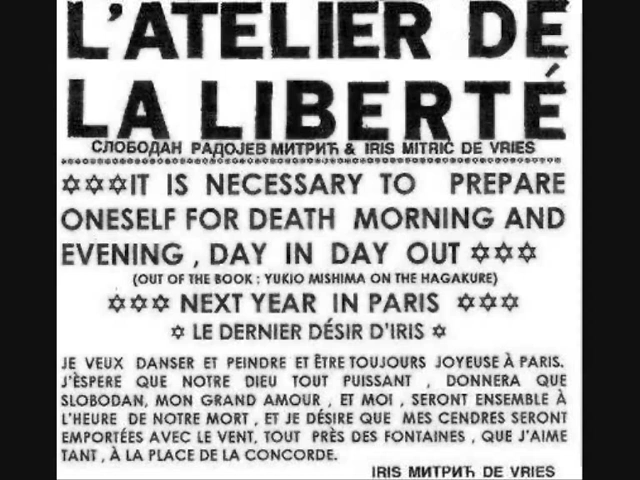 L'ATELIER DE
LA LIBERTÉ
СЛОБОДАН РАДОЈЕВ МИТРИЋ & IRIS MITRIĆ DE VRIES
✡✡✡IT IS NECESSARY TO PREPARE
ONESELF FOR DEATH MORNING AND
EVENING , DAY IN DAY OUT ✡✡✡
(OUT OF THE BOOK : YUKIO MISHIMA ON THE HAGAKURE)
✡✡✡ NEXT YEAR IN PARIS ✡✡✡
✡ LE DERNIER DÉSIR D'IRIS ✡
JE VEUX DANSER ET PEINDRE ET ÊTRE TOUJOURS JOYEUSE À PARIS.
J'ÈSPERE QUE NOTRE DIEU TOUT PUISSANT , DONNERA QUE
SLOBODAN, MON GRAND AMOUR , ET MOI , SERONT ENSEMBLE À
L'HEURE DE NOTRE MORT , ET JE DÉSIRE QUE MES CENDRES SERONT
EMPORTÉES AVEC LE VENT, TOUT PRÈS DES FONTAINES , QUE J'AIME
TANT , À LA PLACE DE LA CONCORDE.
IRIS МИТРИЋ DE VRIES